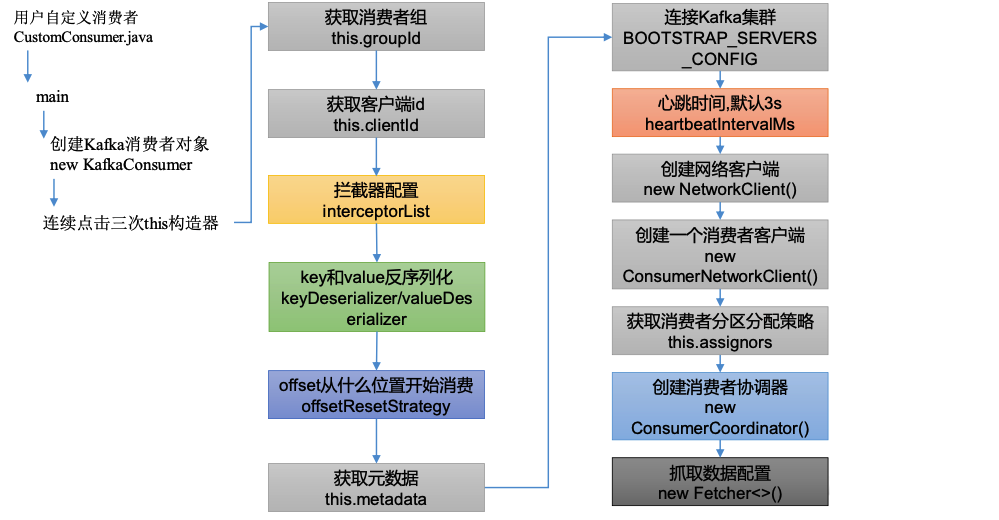 用户自定义消费者
CustomConsumer.java
main
创建Kafka消费者对象
new KafkaConsumer
连续点击三次this构造器
获取消费者组
this.groupId
获取客户端id
this.clientId
拦截器配置
interceptorList
key和value反序列化
keyDeserializer/valueDes
erializer
offset从什么位置开始消费
offsetResetStrategy
获取元数据
this.metadata
连接Kafka集群
BOOTSTRAP_SERVERS
_CONFIG
心跳时间,默认3s
heartbeatIntervalMs
创建网络客户端
new NetworkClient()
创建一个消费者客户端
new
ConsumerNetworkClient()
获取消费者分区分配策略
this.assignors
创建消费者协调器
new
ConsumerCoordinator()
抓取数据配置
new Fetcher<>()